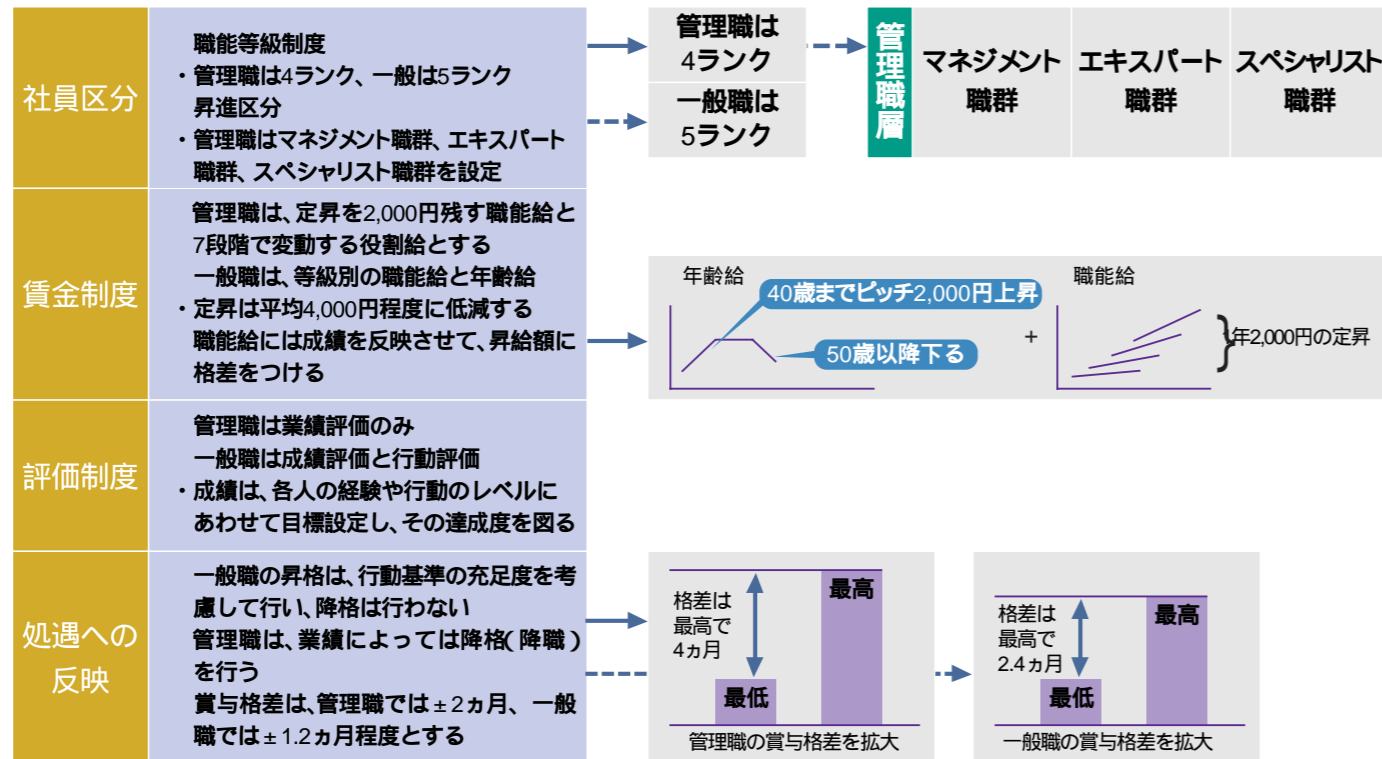 社員区分
職能等級制度
・管理職は4ランク、一般は5ランク
昇進区分
・管理職はマネジメント職群、エキスパート
職群、スペシャリスト職群を設定
管理職は
4ランク
一般職は
5ランク
管理職層
マネジメント
職群
エキスパート
職群
スペシャリスト
職群
賃金制度
管理職は、定昇を2,000円残す職能給と
7段階で変動する役割給とする
一般職は、等級別の職能給と年齢給
・定昇は平均4,000円程度に低減する
職能給には成績を反映させて、昇給額に
格差をつける
年齢給
40歳までピッチ2,000円上昇
50歳以降下る
+
職能給
年2,000円の定昇
評価制度
管理職は業績評価のみ
一般職は成績評価と行動評価
・成績は、各人の経験や行動のレベルに
あわせて目標設定し、その達成度を図る
処遇への
反映
一般職の昇格は、行動基準の充足度を考
慮して行い、降格は行わない
管理職は、業績によっては降格(降職)
を行う
賞与格差は、管理職では±2ヵ月、一般
職では±1.2ヵ月程度とする
格差は
最高で
4ヵ月
最低
最高
管理職の賞与格差を拡大
格差は
最高で
2.4ヵ月
最低
最高
一般職の賞与格差を拡大